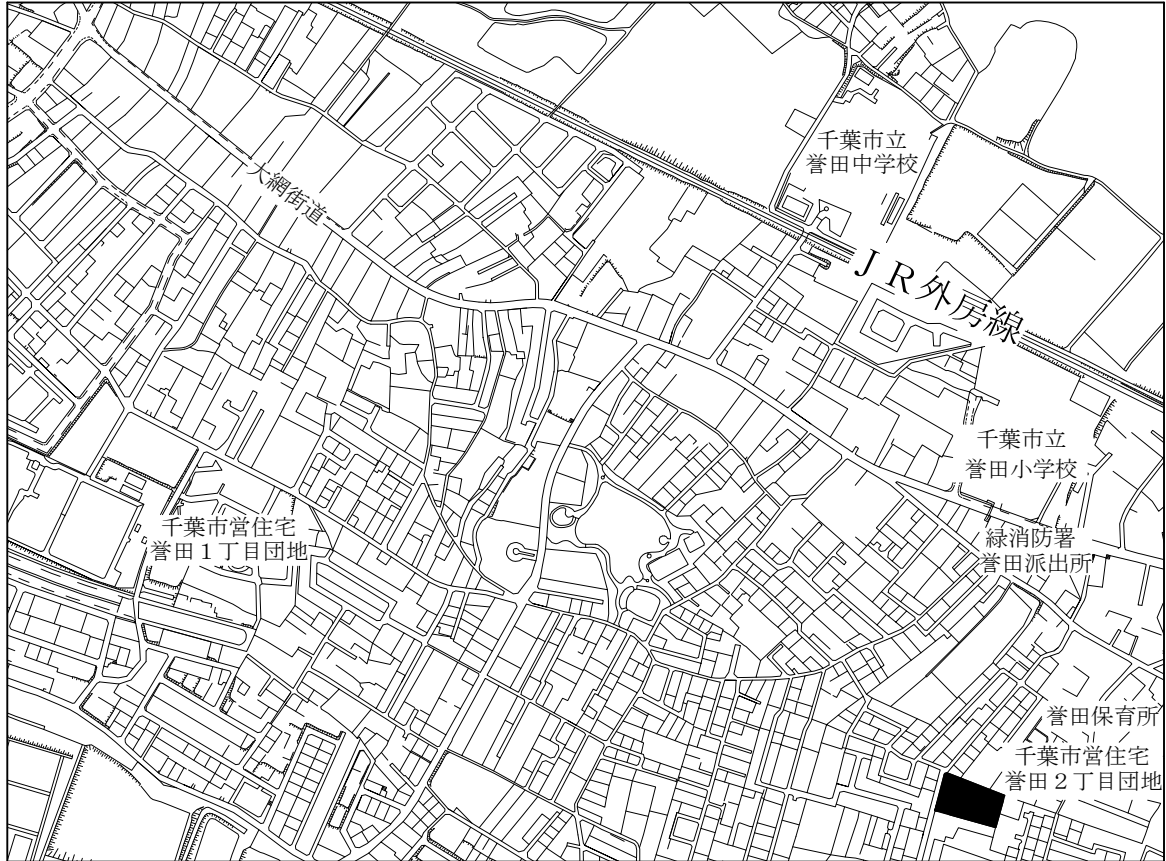 千葉市立
誉田中学校
大網街道
ＪＲ外房線
千葉市立
誉田小学校
千葉市営住宅
誉田１丁目団地
緑消防署
誉田派出所
誉田保育所
千葉市営住宅
誉田２丁目団地